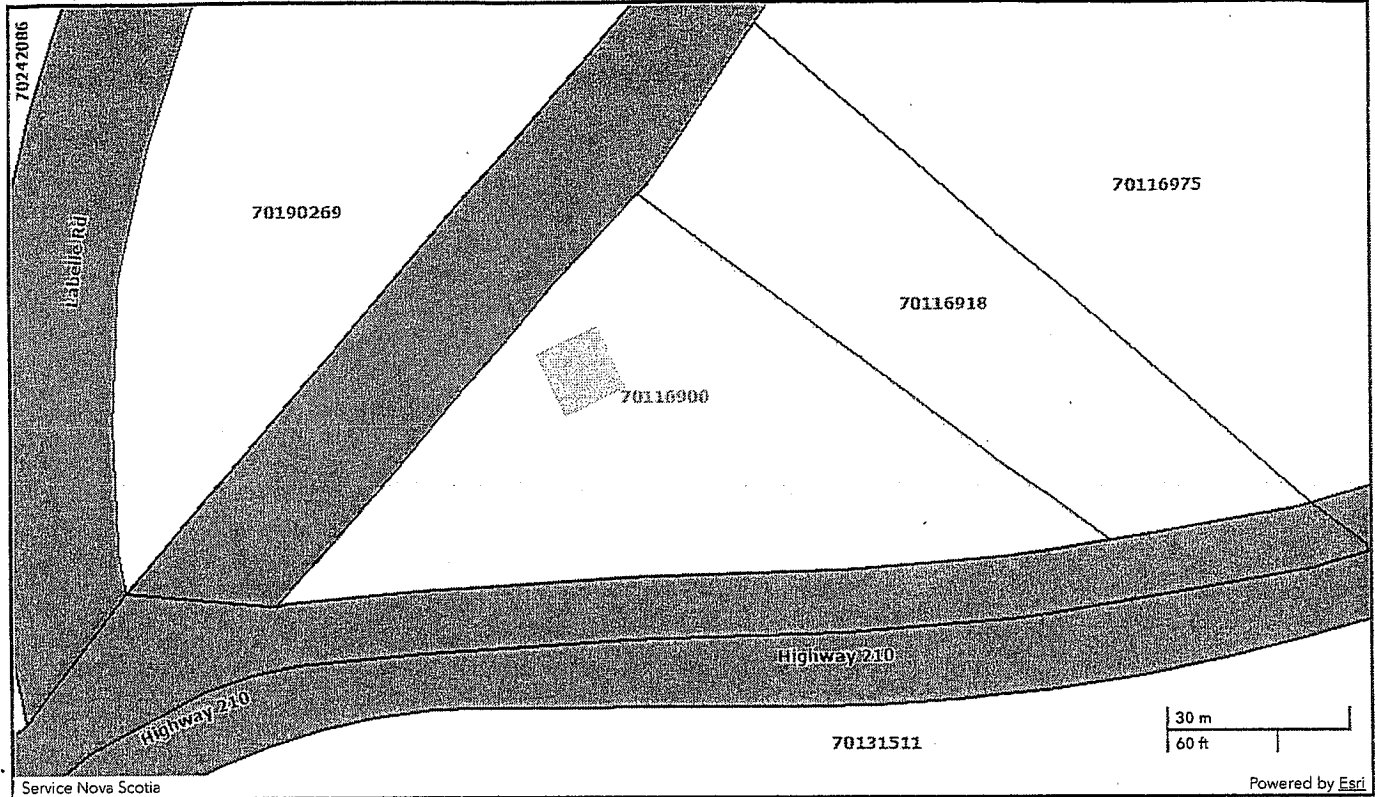 70242086
LaBelle Rd
70190269
70116975
70116918
70116900
Highway 210
Highway 210
70131511
30 m
60 ft
Service Nova Scotia
Powered by Esri